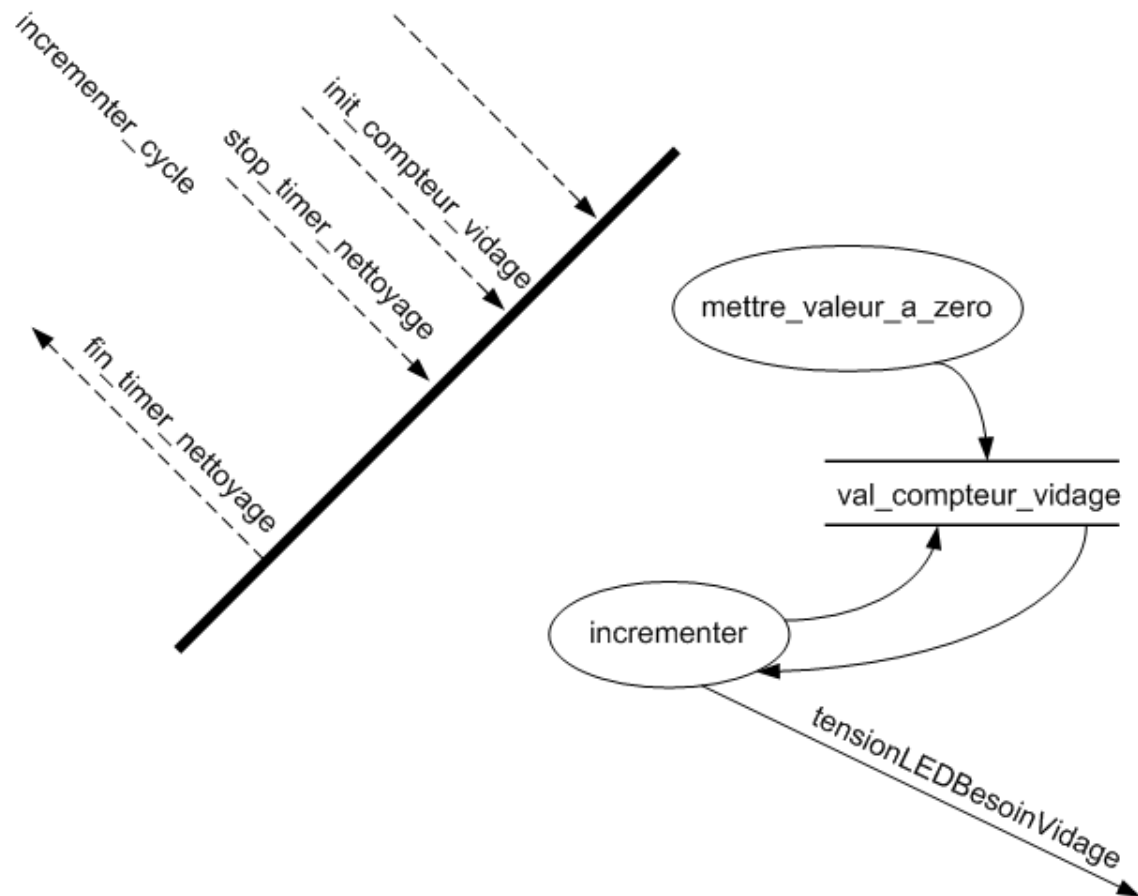 incrementer_cycle
stop_timer_nettoyage
init_compteur_vidage
fin_timer_nettoyage
mettre_valeur_a_zero
val_compteur_vidage
incrementer
tensionLEDBesoinVidage